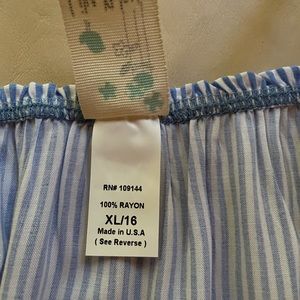 RN# 109144
100% RAYON
XL/16
Made in U.S.A
( See Reverse )